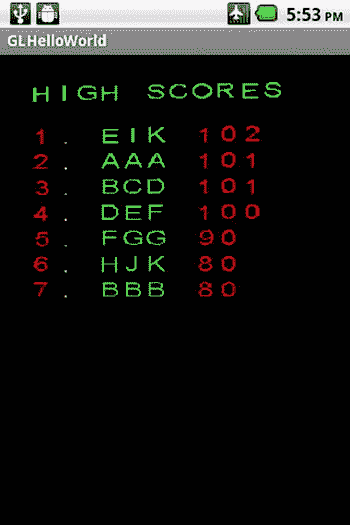 5:53 PM
GLHelloWorld
HIGH SCORES
1. EIK 102
2. AAA 101
3. BCD 101
4. DEF 100
5. FGG 90
6. HJK 80
7. BBB 80